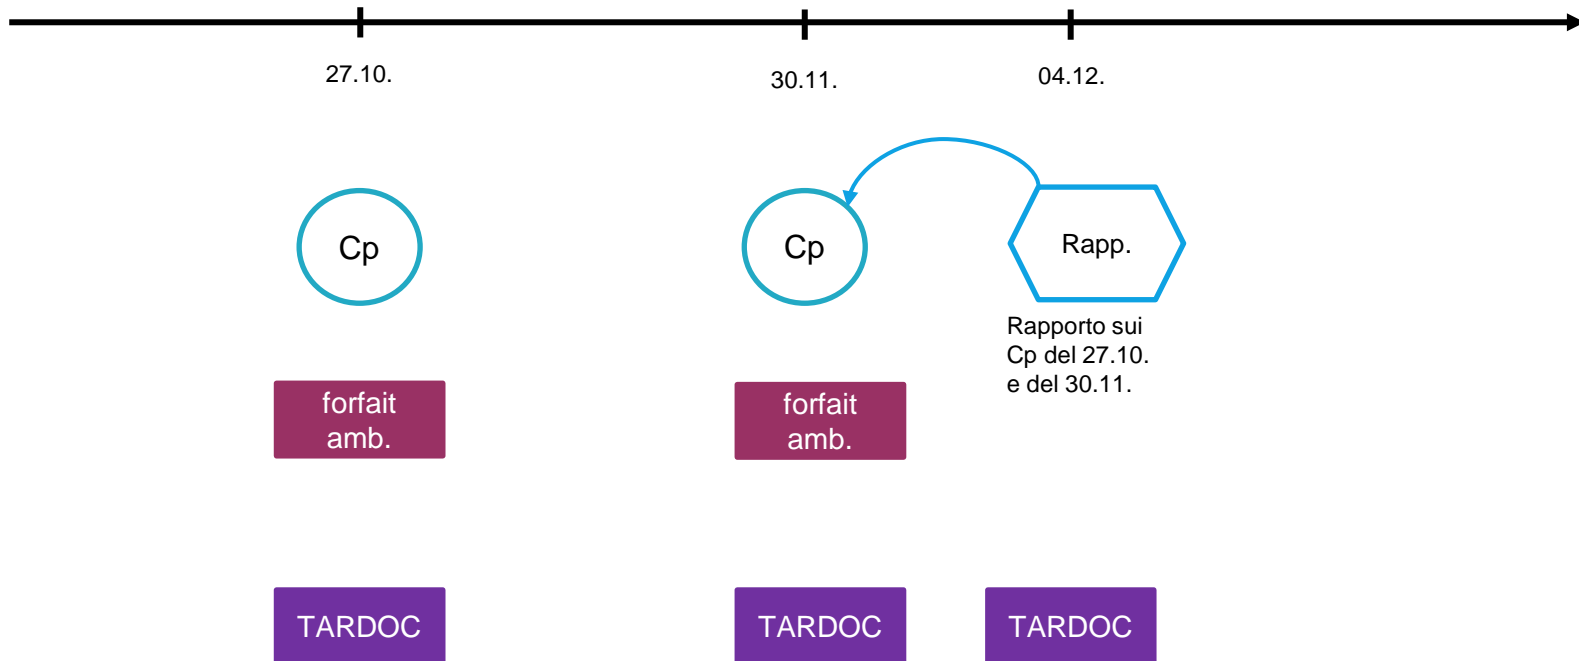 27.10.
30.11.
04.12.
Cp
Cp
Rapp.
Rapporto sui
Cp del 27.10.
e del 30.11.
forfait
amb.
forfait
amb.
TARDOC
TARDOC
TARDOC